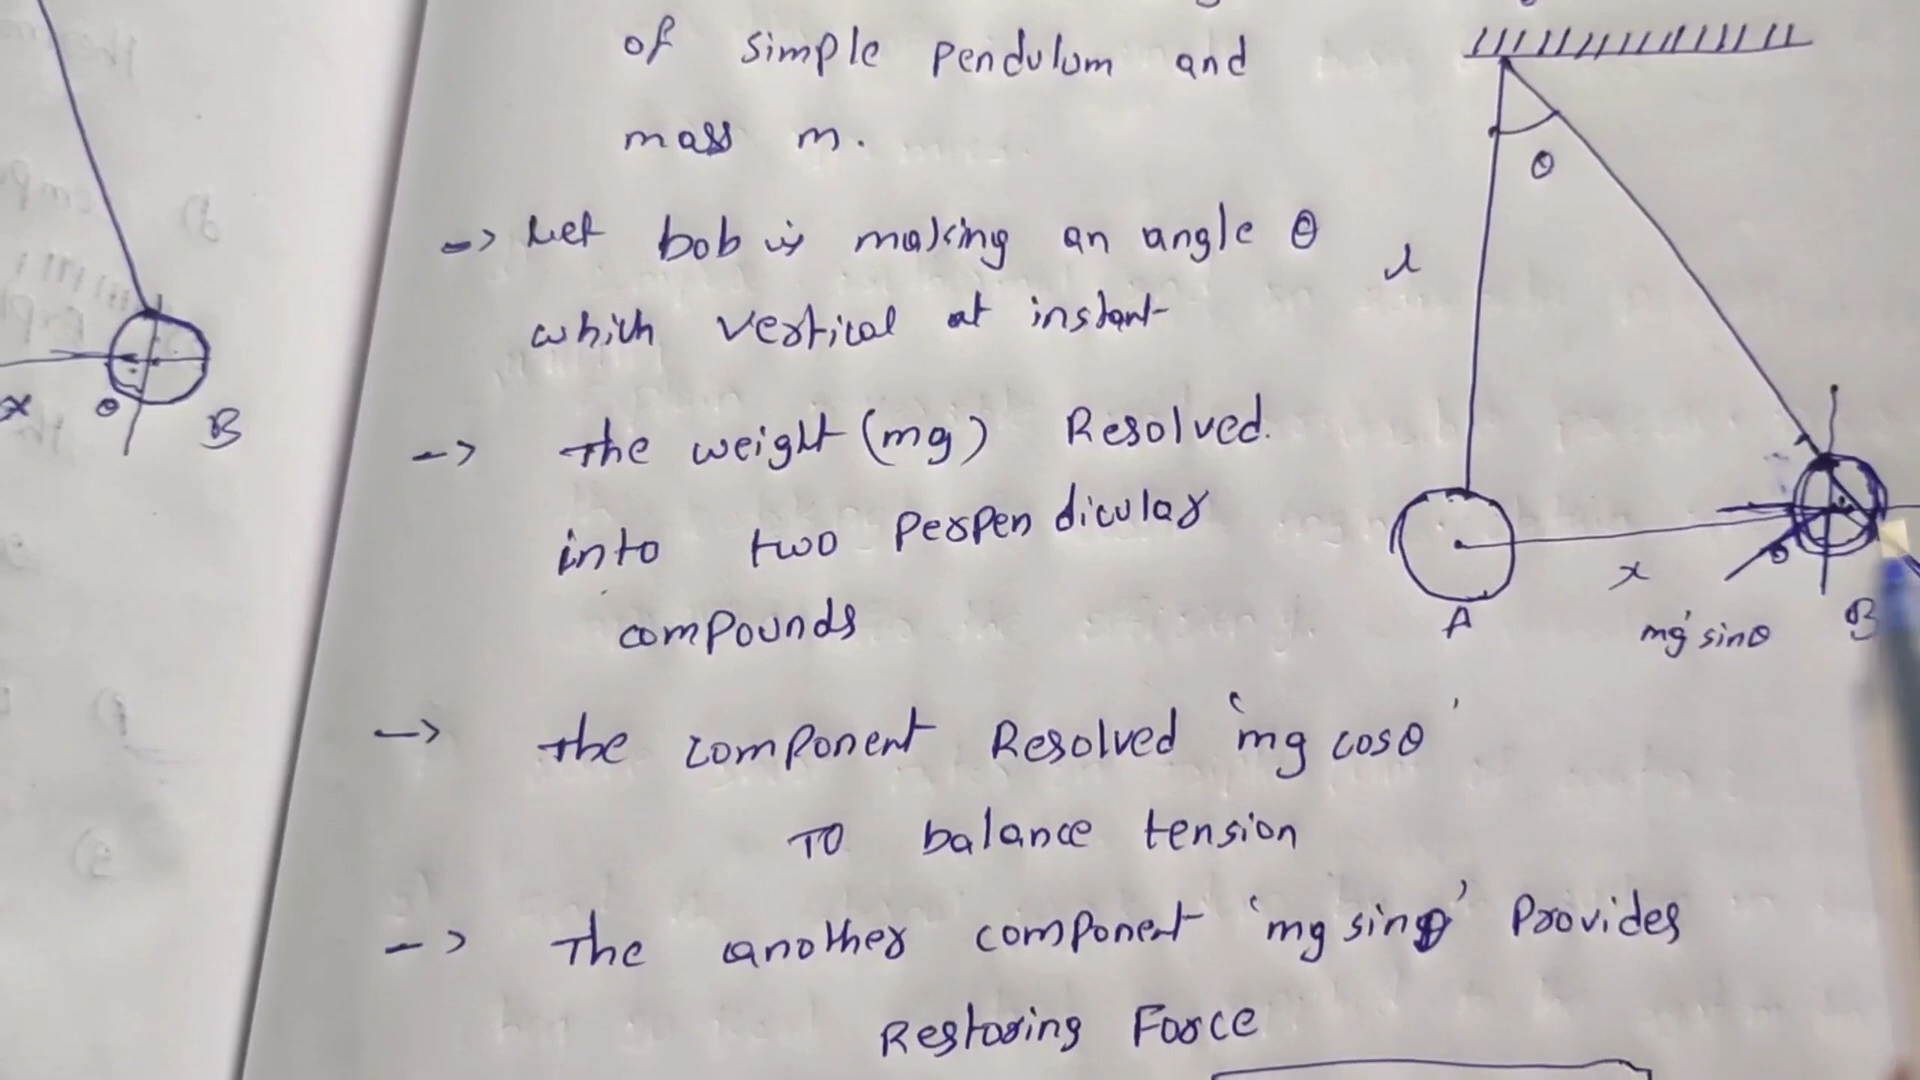 of simple pendulum and
mass m.
-> Let bob is making an angle θ
which vertical at instant
-> the weight (mg) Resolved.
into two perpendicular
compounds
-> the component Resolved 'mg cosθ'
To balance tension
-> The another component 'mg sinθ' Provides
Restoring Force
θ
l
x
A
θ
mg sinθ
B
x
θ
B